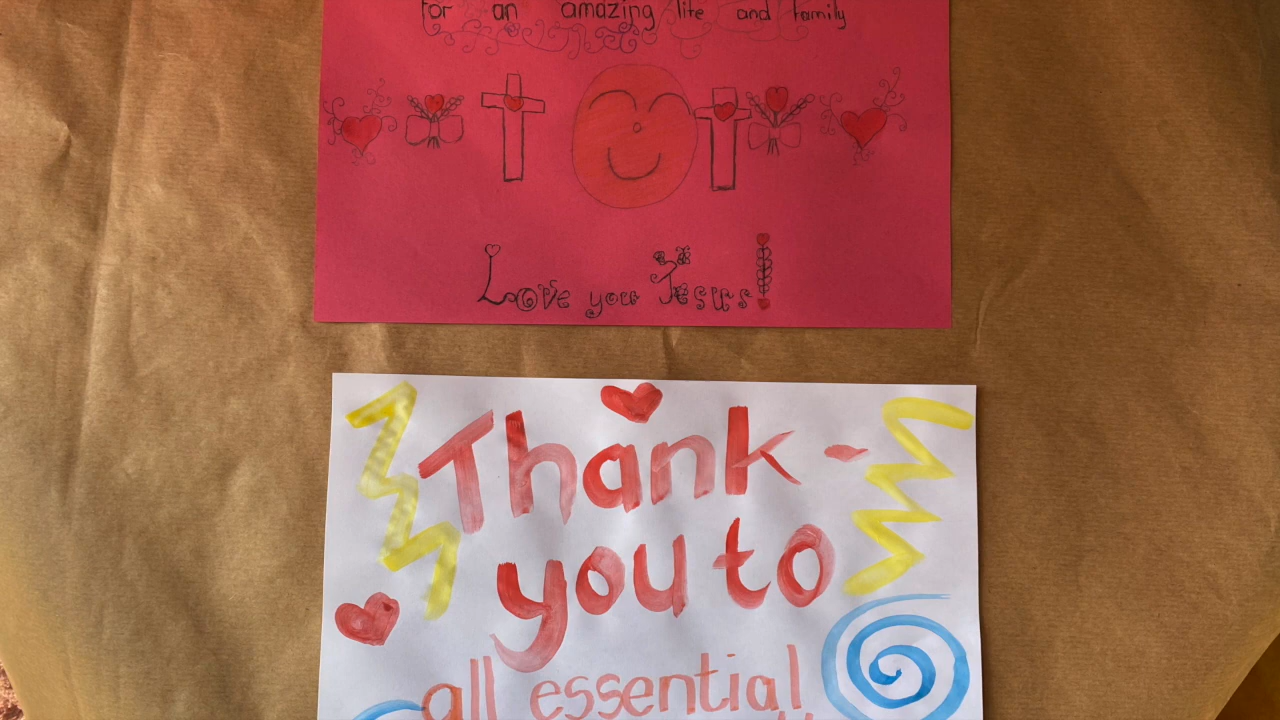 for an amazing life and family
Love your Jesus!
Thank-
you to
all essential